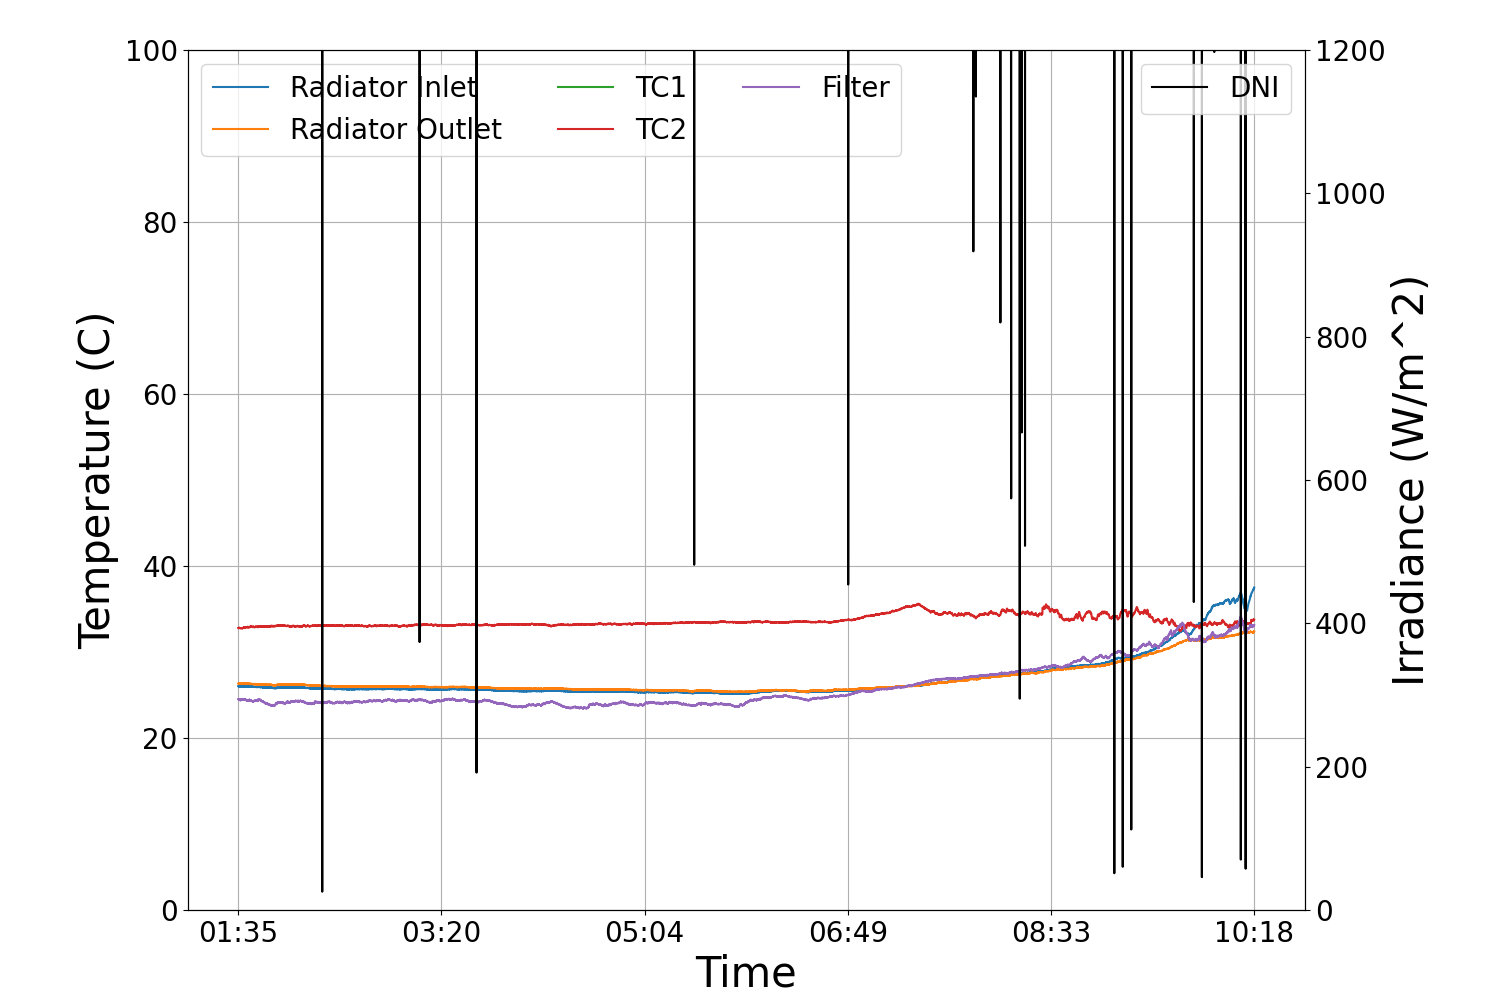 100
80
60
40
20
0
Temperature (C)
Radiator Inlet
Radiator Outlet
TC1
TC2
Filter
DNI
1200
1000
800
600
400
200
0
Irradiance (W/m^2)
01:35 03:20 05:04 06:49 08:33 10:18
Time